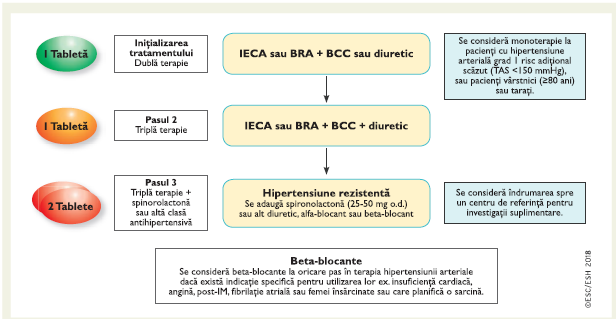 1 Tabletă
Inițializarea
tratamentului
Dublă terapie
IECA sau BRA + BCC sau diuretic
Se consideră monoterapie la
pacienți cu hipertensiune
arterială grad 1 risc adițional
scăzut (TAS <150 mmHg),
sau pacienți vârstnici (≥80 ani)
sau tarați.
1 Tabletă
Pasul 2
Triplă terapie
IECA sau BRA + BCC + diuretic
2 Tablete
Pasul 3
Triplă terapie +
spinorolactonă
sau altă clasă
antihipertensivă
Hipertensiune rezistentă
Se adaugă spironolactonă (25-50 mg o.d.)
sau alt diuretic, alfa-blocant sau beta-blocant
Se consideră îndrumarea spre
un centru de referință pentru
investigații suplimentare.
Beta-blocante
Se consideră beta-blocante la oricare pas în terapia hipertensiunii arteriale
dacă există indicație specifică pentru utilizarea lor ex. insuficiență cardiacă,
angină, post-IM, fibrilație atrială sau femei însărcinate sau care planifică o sarcină.
©ESC/ESH 2018